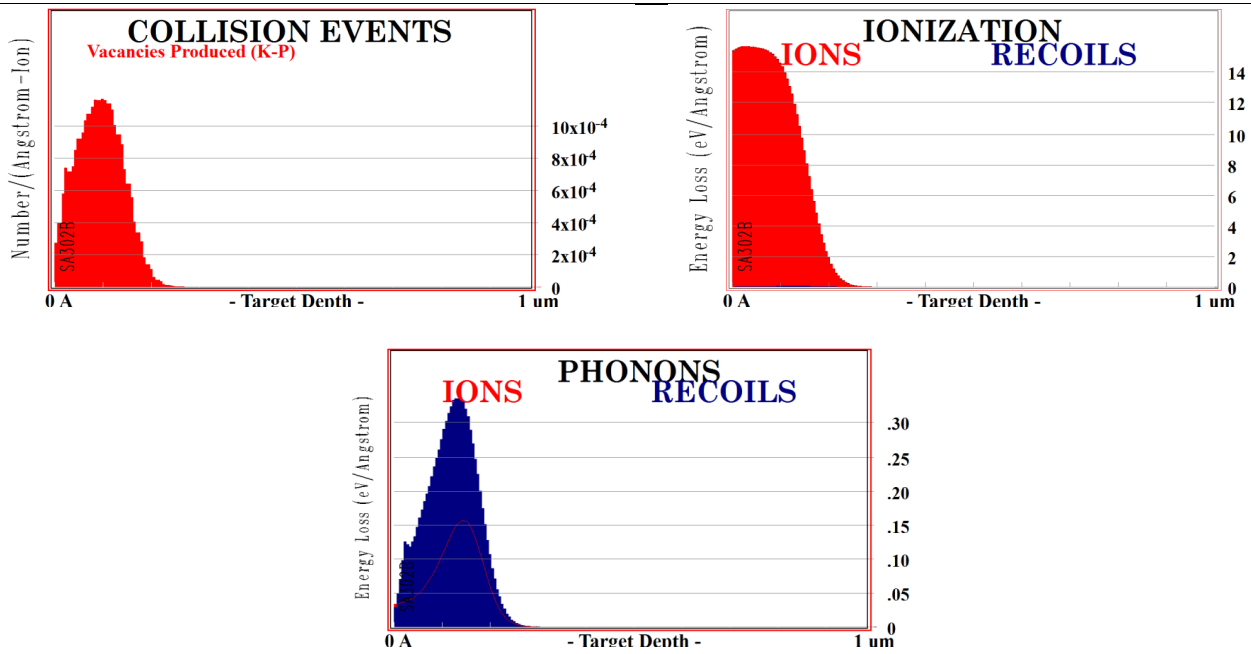 COLLISION EVENTS
Vacancies Produced (K-P)
Number/(Angstrom-Ion)
10x10-4
8x10-4
6x10-4
4x10-4
2x10-4
0
SA302B
0 A
- Target Depth -
1 um
IONIZATION
IONS
RECOILS
Energy Loss (eV/Angstrom)
14
12
10
8
6
4
2
0
SA302B
0 A
- Target Depth -
1 um
PHONONS
IONS
RECOILS
Energy Loss (eV/Angstrom)
.30
.25
.20
.15
.10
.05
0
SA302B
0 A
- Target Depth -
1 um